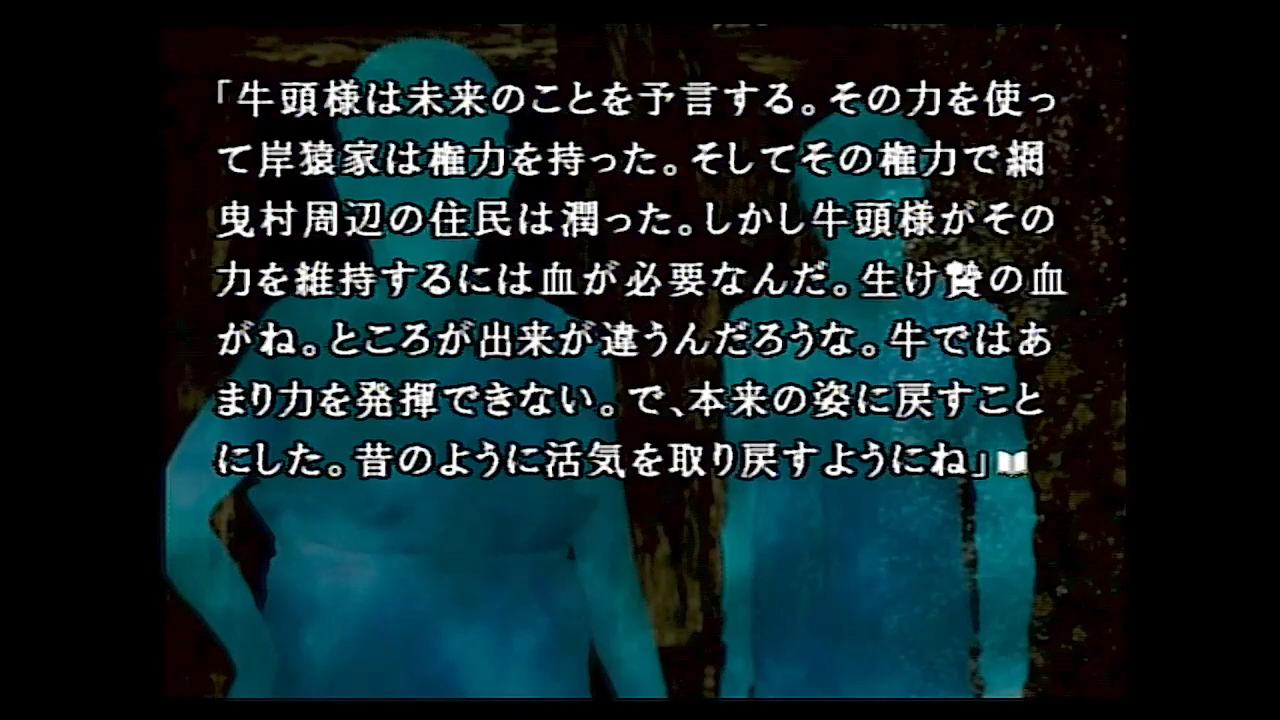 「牛頭様は未来のことを予言する。その力を使っ
て岸猿家は権力を持った。そしてその権力で網
曳村周辺の住民は潤った。しかし牛頭様がその
力を維持するには血が必要なんだ。生け贄の血
がね。ところが出来が違うんだろうな。牛ではあ
まり力を発揮できない。で、本来の姿に戻すこと
にした。昔のように活気を取り戻すようにね」